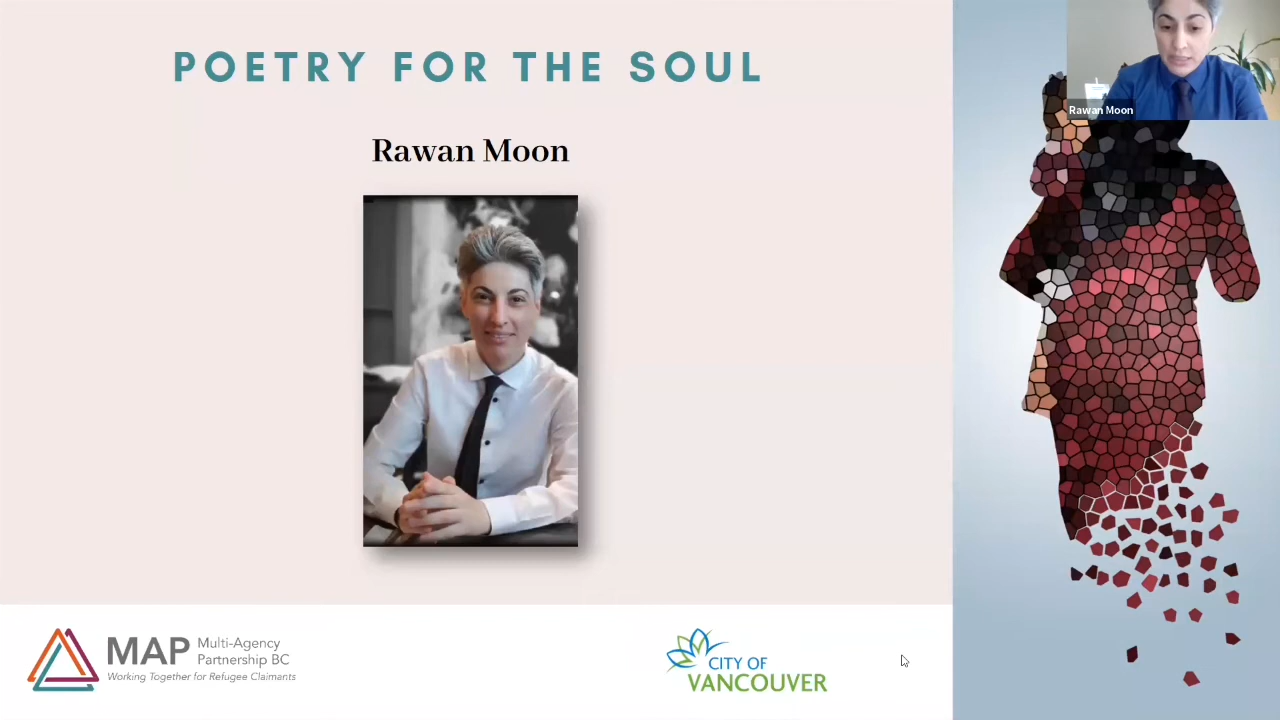 POETRY FOR THE SOUL
Rawan Moon
Rawan Moon
MAP Multi-Agency
Partnership BC
Working Together for Refugee Claimants
CITY OF
VANCOUVER